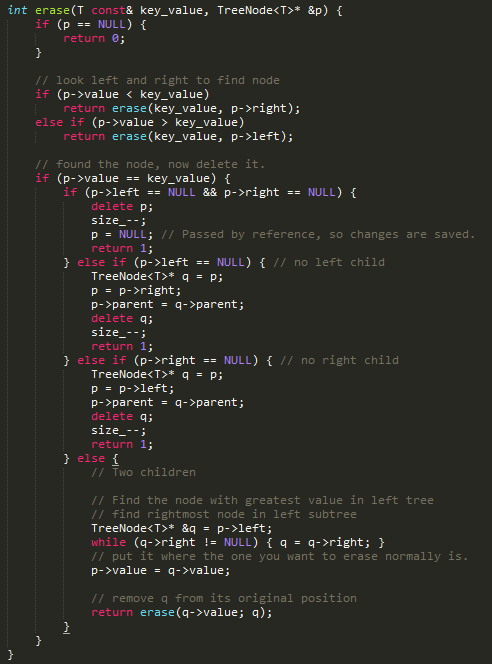 int erase(T const& key_value, TreeNode<T>* &p) {
    if (p == NULL) {
        return 0;
    }

    // look left and right to find node
    if (p->value < key_value)
        return erase(key_value, p->right);
    else if (p->value > key_value)
        return erase(key_value, p->left);

    // found the node, now delete it.
    if (p->value == key_value) {
        if (p->left == NULL && p->right == NULL) {
            delete p;
            size_--;
            p = NULL; // Passed by reference, so changes are saved.
            return 1;
        } else if (p->left == NULL) { // no left child
            TreeNode<T>* q = p;
            p = p->right;
            p->parent = q->parent;
            delete q;
            size_--;
            return 1;
        } else if (p->right == NULL) { // no right child
            TreeNode<T>* q = p;
            p = p->left;
            p->parent = q->parent;
            delete q;
            size_--;
            return 1;
        } else {
            // Two children

            // Find the node with greatest value in left tree
            // find rightmost node in left subtree
            TreeNode<T>* &q = p->left;
            while (q->right != NULL) { q = q->right; }
            // put it where the one you want to erase normally is.
            p->value = q->value;

            // remove q from its original position
            return erase(q->value; q);
        }
    }
}